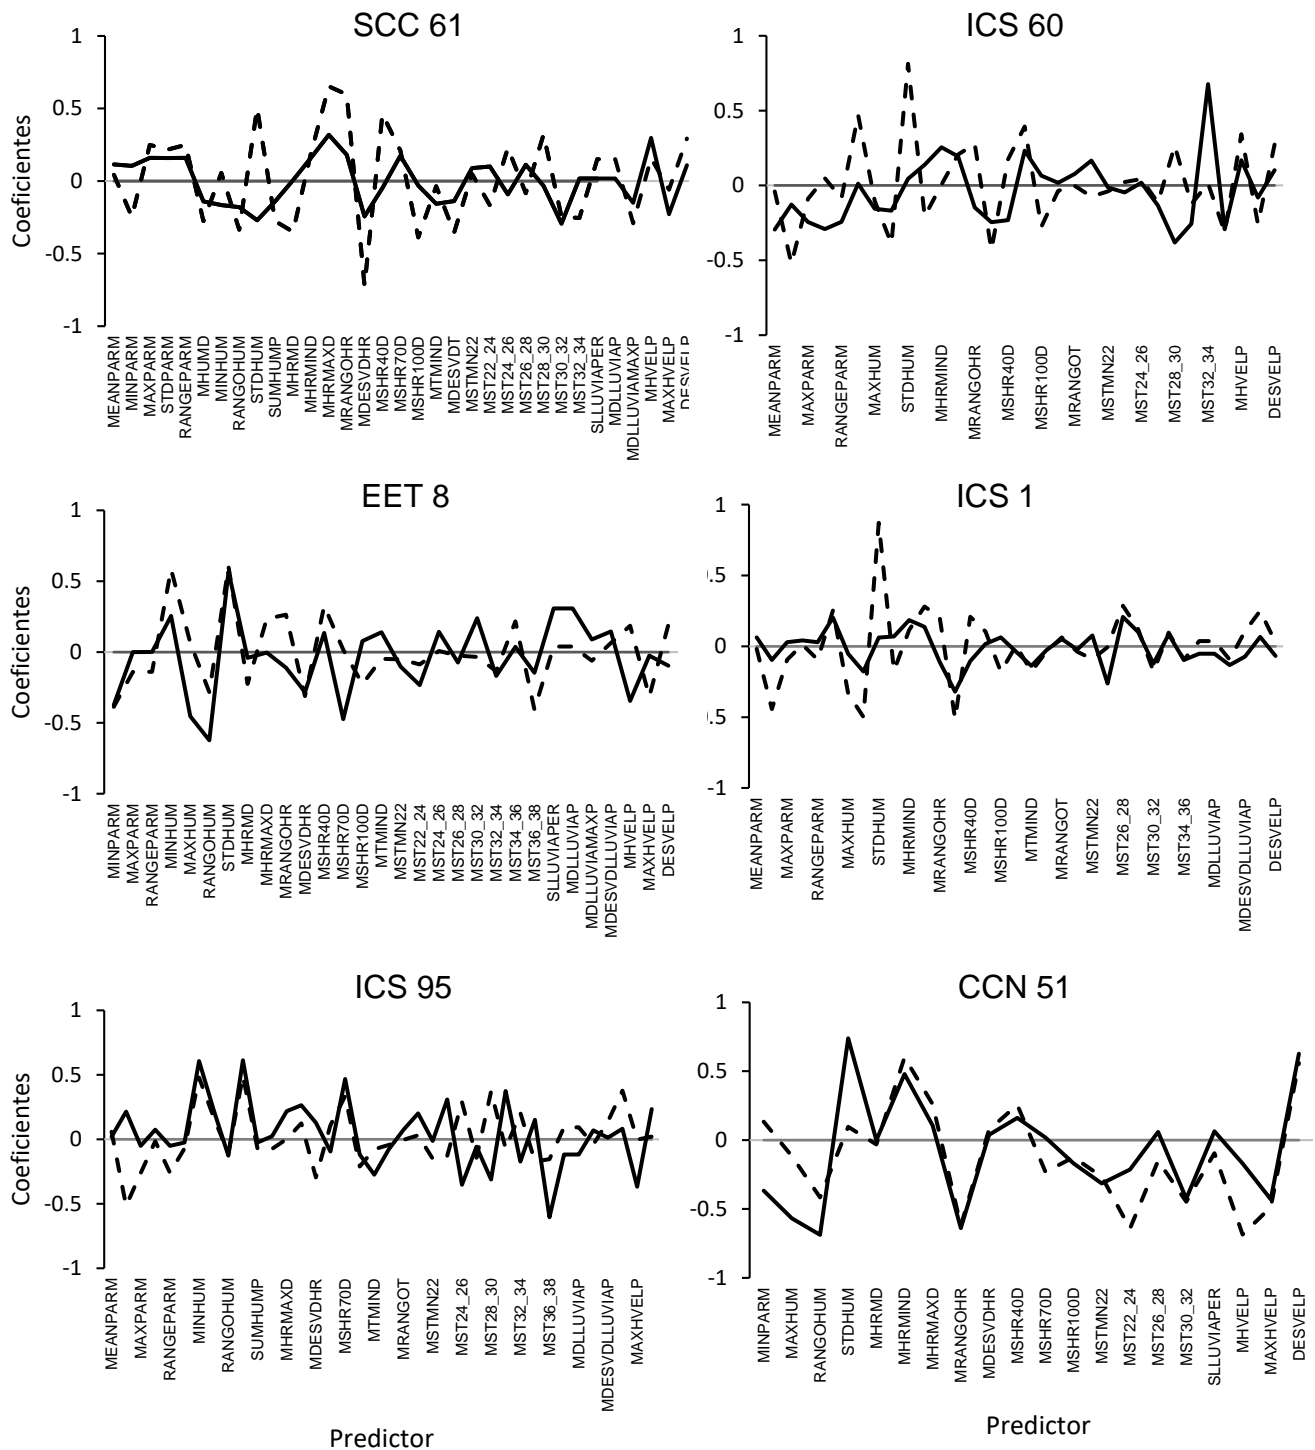 SCC 61
Coeficientes
1
0.5
0
-0.5
-1
MEANPARM
MINPARM
MAXPARM
STDPARM
RANGEPARM
MHUMD
MINHUM
RANGOHUM
STDHUM
SUMHUMP
MHRMD
MHRMIND
MHRMAXD
MRANGOHR
MDESVDHR
MSHR40D
MSHR70D
MSHR100D
MTMIND
MDESVDT
MSTMN22
MST22_24
MST24_26
MST26_28
MST28_30
MST30_32
MST32_34
SLLUVIAPER
MDLLUVIAP
MDLLUVIAMAXP
MHVELP
MAXHVELP
DESVELP
ICS 60
1
0.5
0
-0.5
-1
MEANPARM
MAXPARM
RANGEPARM
MAXHUM
STDHUM
MHRMIND
MRANGOHR
MSHR40D
MSHR100D
MRANGOT
MSTMN22
MST24_26
MST28_30
MST32_34
MHVELP
DESVELP
EET 8
Coeficientes
1
0.5
0
-0.5
-1
MINPARM
MAXPARM
RANGEPARM
MINHUM
MAXHUM
RANGOHUM
STDHUM
MHRMD
MHRMAXD
MRANGOHR
MDESVDHR
MSHR40D
MSHR70D
MSHR100D
MTMIND
MSTMN22
MST22_24
MST24_26
MST26_28
MST30_32
MST32_34
MST34_36
MST36_38
SLLUVIAPER
MDLLUVIAP
MDLLUVIAMAXP
MDESVDLLUVIAP
MHVELP
MAXHVELP
DESVELP
ICS 1
1
.5
0
.5
-1
MEANPARM
MAXPARM
RANGEPARM
MAXHUM
STDHUM
MHRMIND
MRANGOHR
MSHR40D
MSHR100D
MTMIND
MRANGOT
MSTMN22
MST26_28
MST30_32
MST34_36
MDLLUVIAP
MDESVDLLUVIAP
DESVELP
ICS 95
Coeficientes
1
0.5
0
-0.5
-1
MEANPARM
MAXPARM
RANGEPARM
MINHUM
RANGOHUM
SUMHUMP
MHRMAXD
MDESVDHR
MSHR70D
MTMIND
MRANGOT
MSTMN22
MST24_26
MST28_30
MST32_34
MST36_38
MDLLUVIAP
MDESVDLLUVIAP
MAXHVELP
Predictor
CCN 51
1
0.5
0
-0.5
-1
MINPARM
MAXHUM
RANGOHUM
STDHUM
MHRMD
MHRMIND
MHRMAXD
MRANGOHR
MDESVDHR
MSHR40D
MSHR70D
MSHR100D
MSTMN22
MST22_24
MST26_28
MST30_32
SLLUVIAPER
MHVELP
MAXHVELP
DESVELP
Predictor